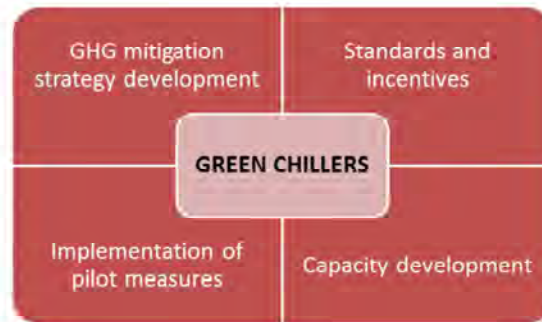 GHG mitigation
strategy development
Standards and
incentives
GREEN CHILLERS
Implementation of
pilot measures
Capacity development